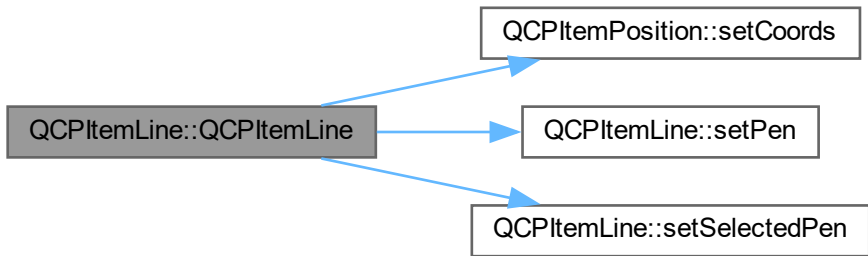 QCPItemPosition::setCoords
QCPItemLine::QCPItemLine
QCPItemLine::setPen
QCPItemLine::setSelectedPen